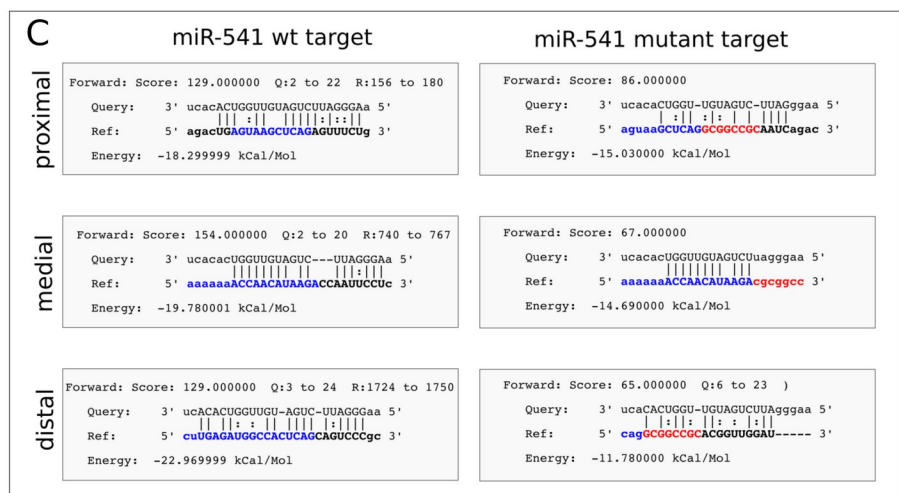 C
miR-541 wt target
miR-541 mutant target
proximal
Forward: Score: 129.000000  Q:2 to 22  R:156 to 180
Query:    3' ucacACUGGUUGUAGUCUUAGGGAa 5'
||| :||  |||||:|::||
Ref:      5' agacUGAGUAAGCUCAGAGUUUCUg 3'
Energy:  -18.299999 kCal/Mol
86.000000
Query:    3' ucacaCUGGU-UGUAGUC-UUAGggaa 5'
| :||: :|: | | ||||
Ref:      5' aguaaGCUCAGGCGGCCGCAAUCagac 3'
Energy:  -15.030000 kCal/Mol
medial
Forward: Score: 154.000000  Q:2 to 20  R:740 to 767
Query:    3' ucacacUGGUUGUAGUC---UUAGGGAa 5'
|||||||| ||   |||:|||
Ref:      5' aaaaaaACCAACAUAAGACCAAUUCCUc 3'
Energy:  -19.780001 kCal/Mol
67.000000
Query:    3' ucacacUGGUUGUAGUCUuagggaa 5'
|||||||| |||
Ref:      5' aaaaaaACCAACAUAAGAcgcggcc 3'
Energy:  -14.690000 kCal/Mol
distal
Forward: Score: 129.000000  Q:3 to 24  R:1724 to 1750
Query:    3' ucACACUGGUUGU-AGUC-UUAGGGaa 5'
|| ||: : || |||| |:||||
Ref:      5' cuUGAGAUGGCCACUCAGCAGUCCCgc 3'
Energy:  -22.969999 kCal/Mol
65.000000  Q:6 to 23  )
Query:    3' ucaCACUGGU-UGUAGUCUUAgggaa 5'
| |:|| ||: : :|||
Ref:      5' cagGCGGCCGCACGGUUGGAU----- 3'
Energy:  -11.780000 kCal/Mol